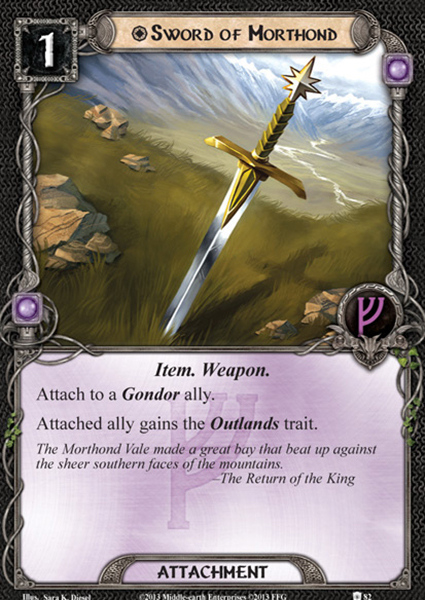 1
Sword of Morthond
Item. Weapon.
Attach to a Gondor ally.
Attached ally gains the Outlands trait.
The Morthond Vale made a great bay that beat up against
the sheer southern faces of the mountains.
–The Return of the King
ATTACHMENT
Illus. Sara K. Diesel ©2013 Middle-earth Enterprises ©2013 FFG 82